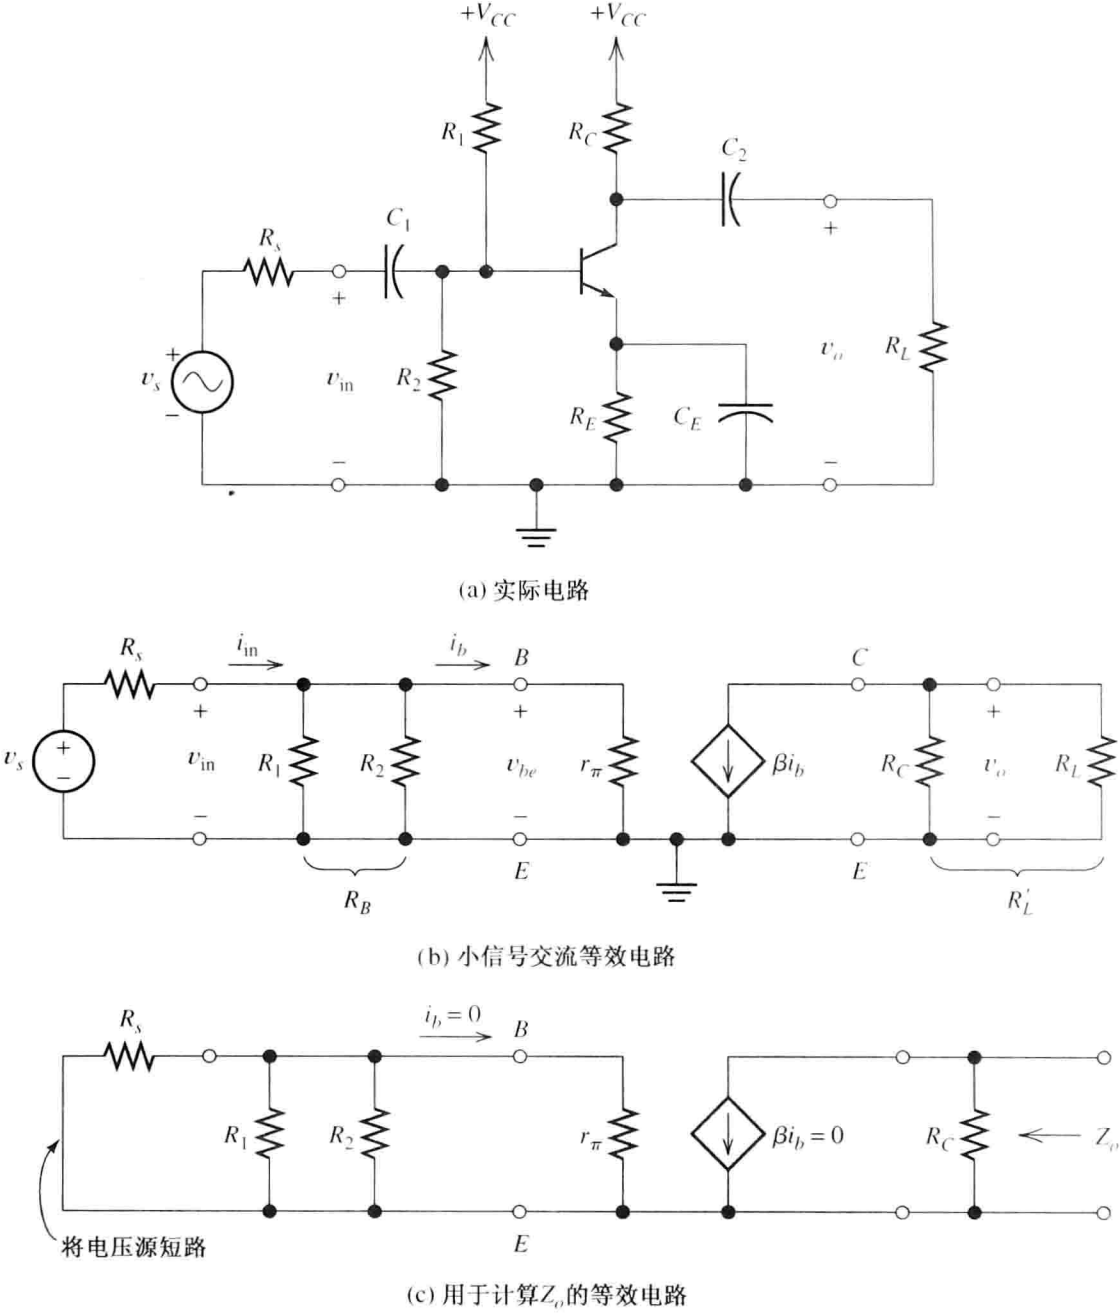 +V_CC +V_CC
R_1 R_C
C_2
C_1
R_s
+ +
+
v_s v_in R_2 v_o R_L
R_E C_E
− − −
(a) 实际电路
R_s i_in i_b B C
+ + +
v_s + − v_in R_1 R_2 v_be r_π βi_b R_C v_o R_L
− − −
E E
R_B R_L′
(b) 小信号交流等效电路
R_s i_b = 0 B
R_1 R_2 r_π βi_b = 0 R_C Z_o
E
将电压源短路
(c) 用于计算Z_o的等效电路